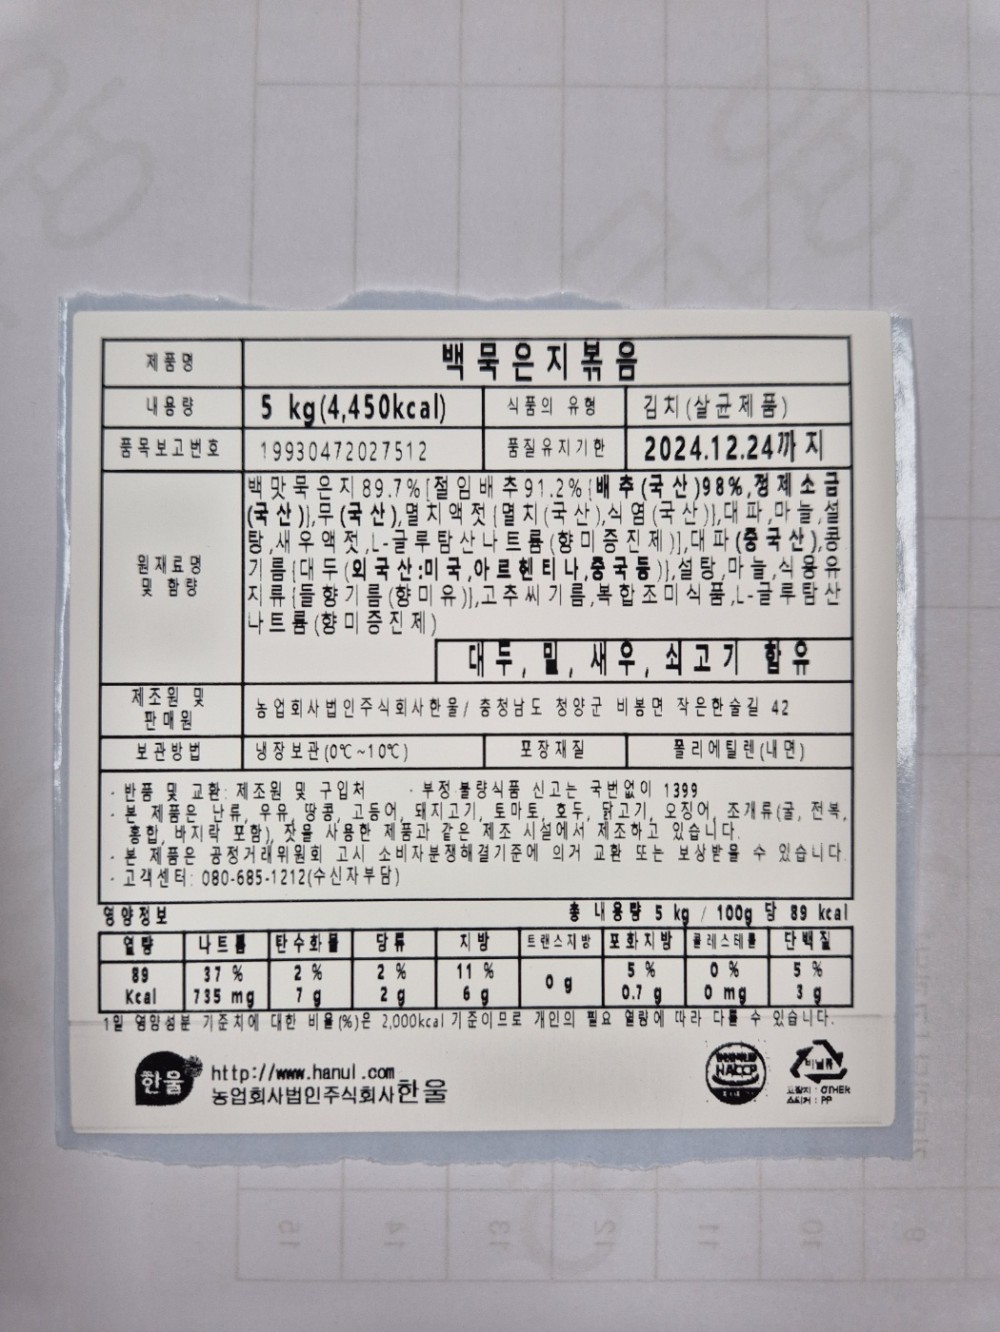 제품명 백묵은지볶음
내용량 5 kg(4,450kcal) 식품의 유형 김치(살균제품)
품목보고번호 19930472027512 품질유지기한 2024.12.24까지
원재료명 및 함량
백맛묵은지89.7%[절임배추91.2%{배추(국산)98%,정제소금
(국산)},무(국산),멸치액젓{멸치(국산),식염(국산)},대파,마늘,설
탕,새우액젓,L-글루탐산나트륨(향미증진제)],대파(중국산),콩
기름{대두(외국산:미국,아르헨티나,중국등)},설탕,마늘,식용유
지류{들향기름(향미유)},고추씨기름,복합조미식품,L-글루탐산
나트륨(향미증진제)
대두, 밀, 새우, 쇠고기 함유
제조원 및 판매원 농업회사법인주식회사한울/ 충청남도 청양군 비봉면 작은한술길 42
보관방법 냉장보관(0℃~10℃) 포장재질 폴리에틸렌(내면)
· 반품 및 교환: 제조원 및 구입처 · 부정·불량식품 신고는 국번없이 1399
· 본 제품은 난류, 우유, 땅콩, 고등어, 돼지고기, 토마토, 호두, 닭고기, 오징어, 조개류(굴, 전복,
홍합, 바지락 포함), 잣을 사용한 제품과 같은 제조 시설에서 제조하고 있습니다.
· 본 제품은 공정거래위원회 고시 소비자분쟁해결기준에 의거 교환 또는 보상받을 수 있습니다.
· 고객센터: 080-685-1212(수신자부담)
영양정보 총 내용량 5 kg / 100g 당 89 kcal
열량 나트륨 탄수화물 당류 지방 트랜스지방 포화지방 콜레스테롤 단백질
89 37 % 2 % 2 % 11 % 0 g 5 % 0 % 5 %
Kcal 735 mg 7 g 2 g 6 g 0.7 g 0 mg 3 g
1일 영양성분 기준치에 대한 비율(%)은 2,000kcal 기준이므로 개인의 필요 열량에 따라 다를 수 있습니다.
한울 http://www.hanul.com
농업회사법인주식회사한울
HACCP
비닐류
OTHER
스티커 : PP
15 14 13 12 11 10 9